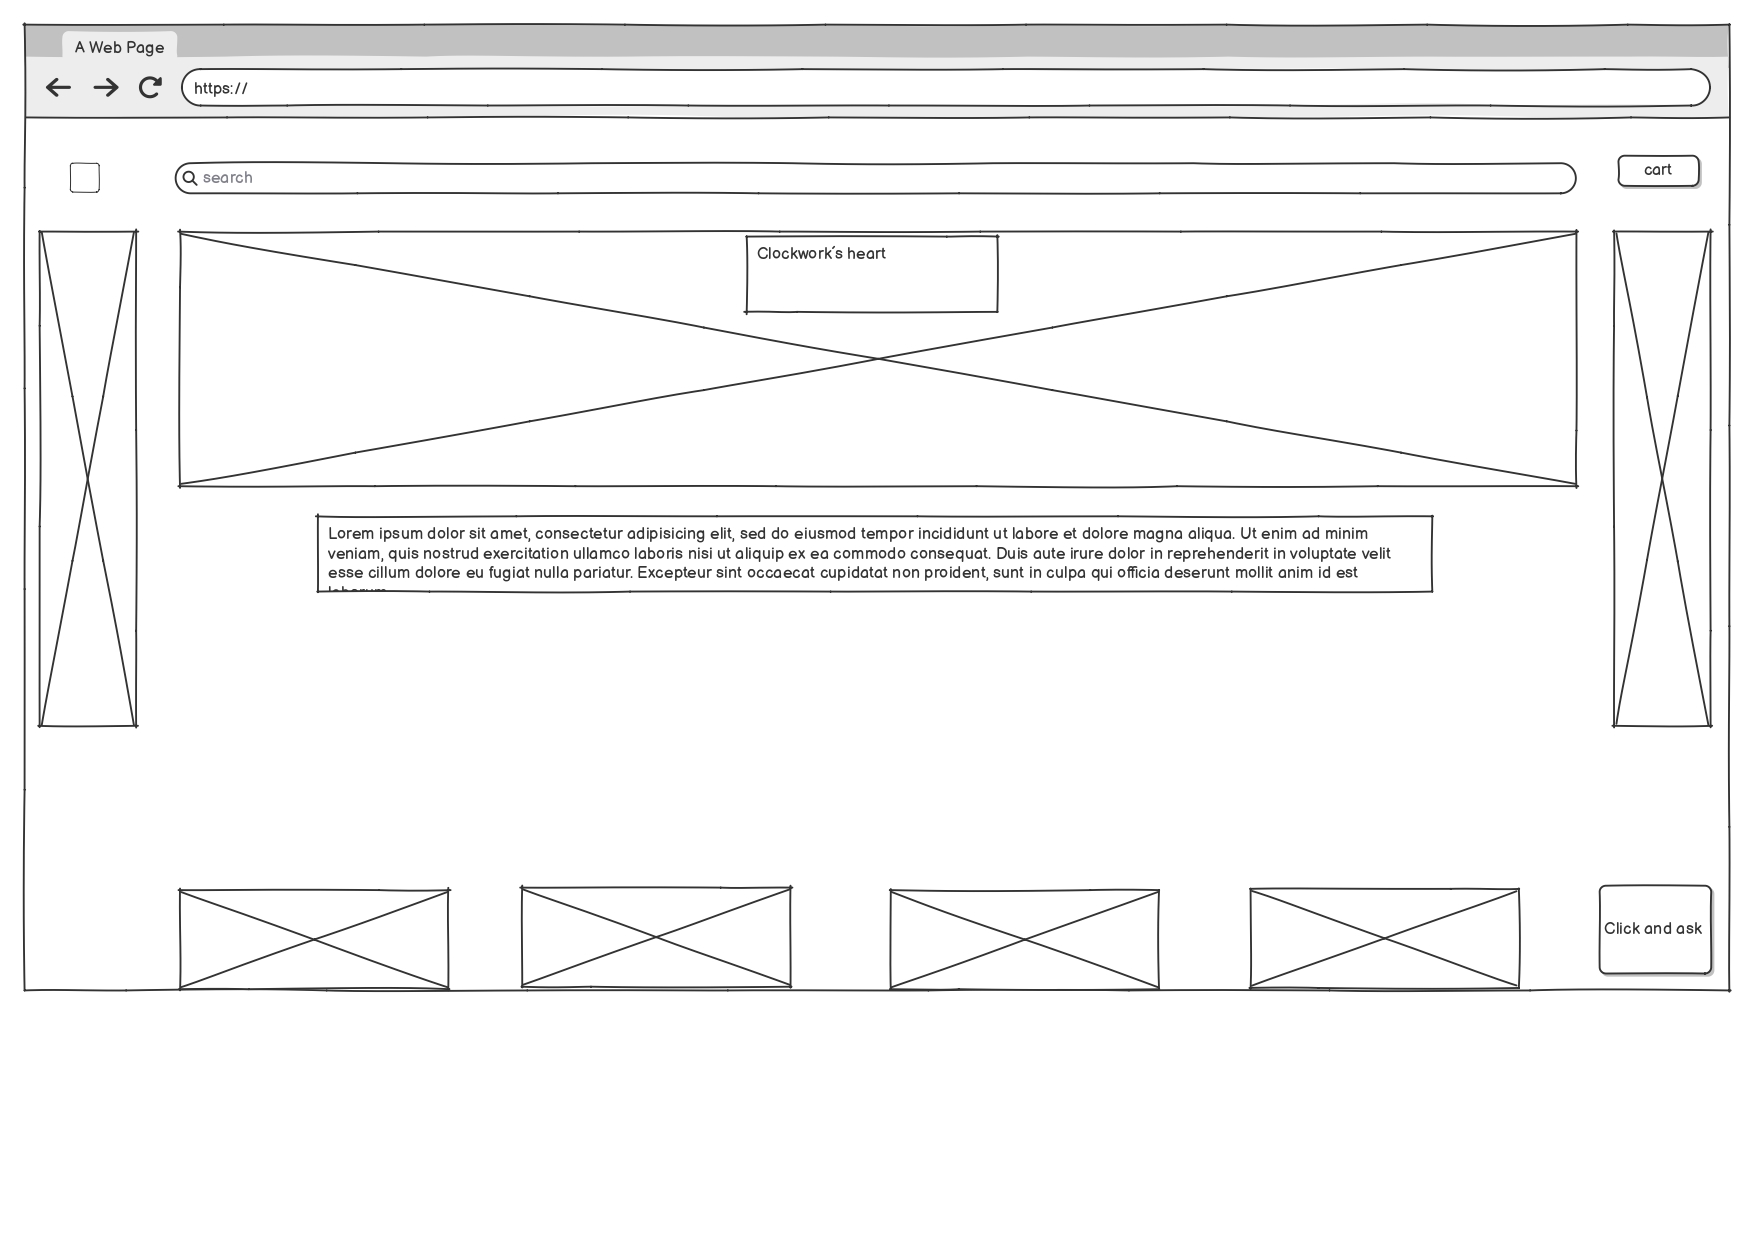 A Web Page
https://
search
cart
Clockwork´s heart
Lorem ipsum dolor sit amet, consectetur adipisicing elit, sed do eiusmod tempor incididunt ut labore et dolore magna aliqua. Ut enim ad minim
veniam, quis nostrud exercitation ullamco laboris nisi ut aliquip ex ea commodo consequat. Duis aute irure dolor in reprehenderit in voluptate velit
esse cillum dolore eu fugiat nulla pariatur. Excepteur sint occaecat cupidatat non proident, sunt in culpa qui officia deserunt mollit anim id est
Click and ask